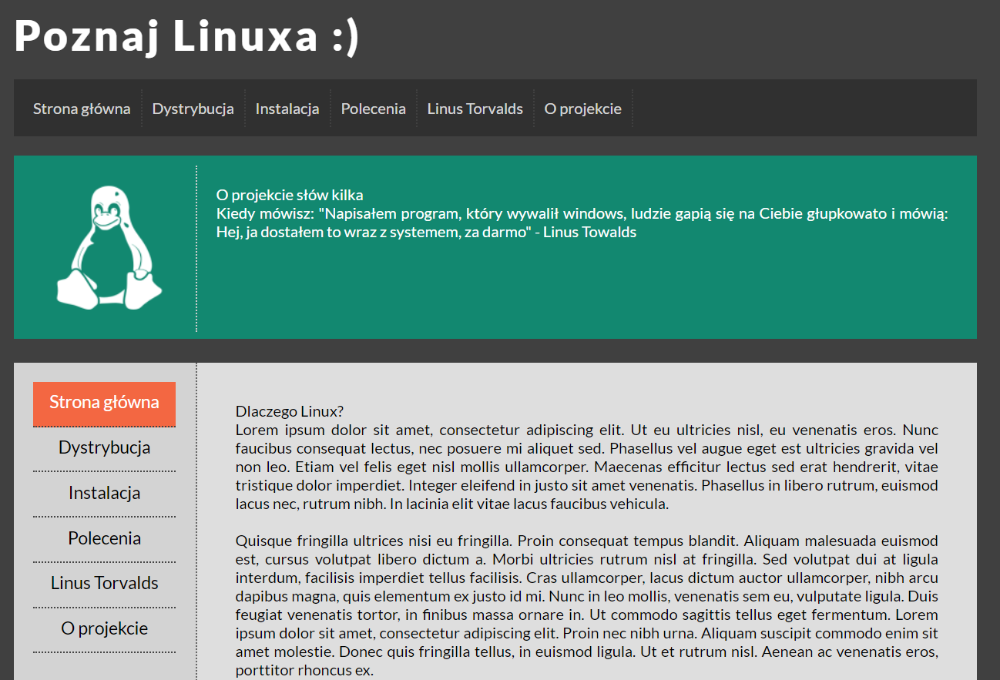 Poznaj Linuxa :)
Strona główna Dystrybucja Instalacja Polecenia Linus Torvalds O projekcie
O projekcie słów kilka
Kiedy mówisz: "Napisałem program, który wywalił windows, ludzie gapią się na Ciebie głupkowato i mówią:
Hej, ja dostałem to wraz z systemem, za darmo" - Linus Towalds
Strona główna
Dystrybucja
Instalacja
Polecenia
Linus Torvalds
O projekcie
Dlaczego Linux?
Lorem ipsum dolor sit amet, consectetur adipiscing elit. Ut eu ultricies nisl, eu venenatis eros. Nunc
faucibus consequat lectus, nec posuere mi aliquet sed. Phasellus vel augue eget est ultricies gravida vel
non leo. Etiam vel felis eget nisl mollis ullamcorper. Maecenas efficitur lectus sed erat hendrerit, vitae
tristique dolor imperdiet. Integer eleifend in justo sit amet venenatis. Phasellus in libero rutrum, euismod
lacus nec, rutrum nibh. In lacinia elit vitae lacus faucibus vehicula.
Quisque fringilla ultrices nisi eu fringilla. Proin consequat tempus blandit. Aliquam malesuada euismod
est, cursus volutpat libero dictum a. Morbi ultricies rutrum nisl at fringilla. Sed volutpat dui at ligula
interdum, facilisis imperdiet tellus facilisis. Cras ullamcorper, lacus dictum auctor ullamcorper, nibh arcu
dapibus magna, quis elementum ex justo id mi. Nunc in leo mollis, venenatis sem eu, vulputate ligula. Duis
feugiat venenatis tortor, in finibus massa ornare in. Ut commodo sagittis tellus eget fermentum. Lorem
ipsum dolor sit amet, consectetur adipiscing elit. Proin nec nibh urna. Aliquam suscipit commodo enim sit
amet molestie. Donec quis fringilla tellus, in euismod ligula. Ut et rutrum nisl. Aenean ac venenatis eros,
porttitor rhoncus ex.